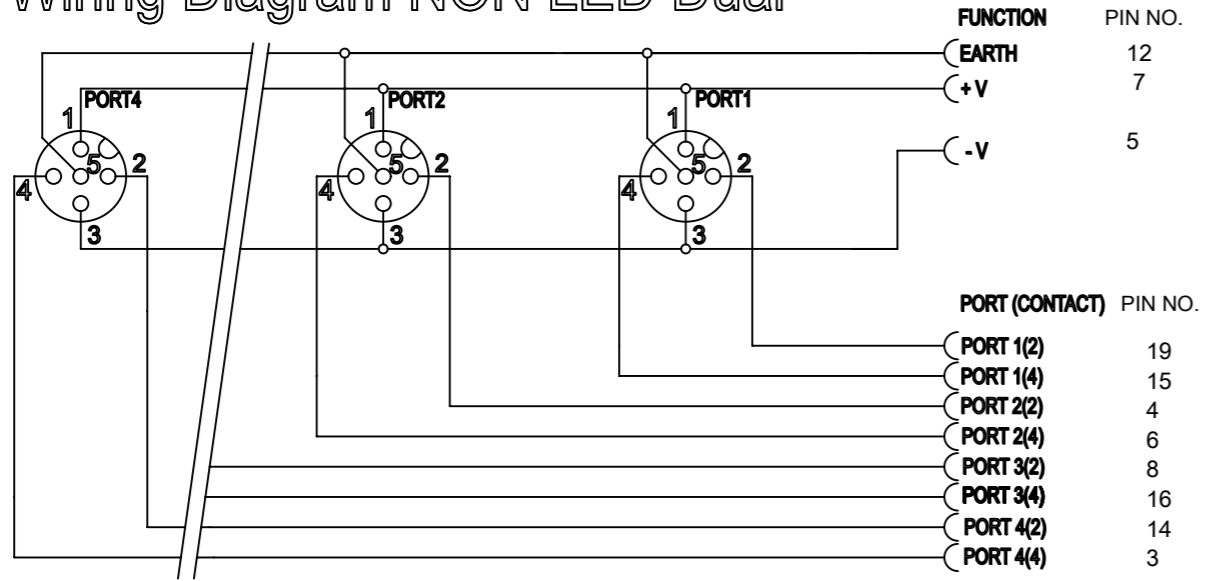 Wiring Diagram NON LED Dual
FUNCTION PIN NO.
EARTH 12
+ V 7
- V 5
PORT4 PORT2 PORT1
1 1 1
5 2 5 2 5 2
4 4 4
3 3 3
PORT (CONTACT) PIN NO.
PORT 1(2) 19
PORT 1(4) 15
PORT 2(2) 4
PORT 2(4) 6
PORT 3(2) 8
PORT 3(4) 16
PORT 4(2) 14
PORT 4(4) 3